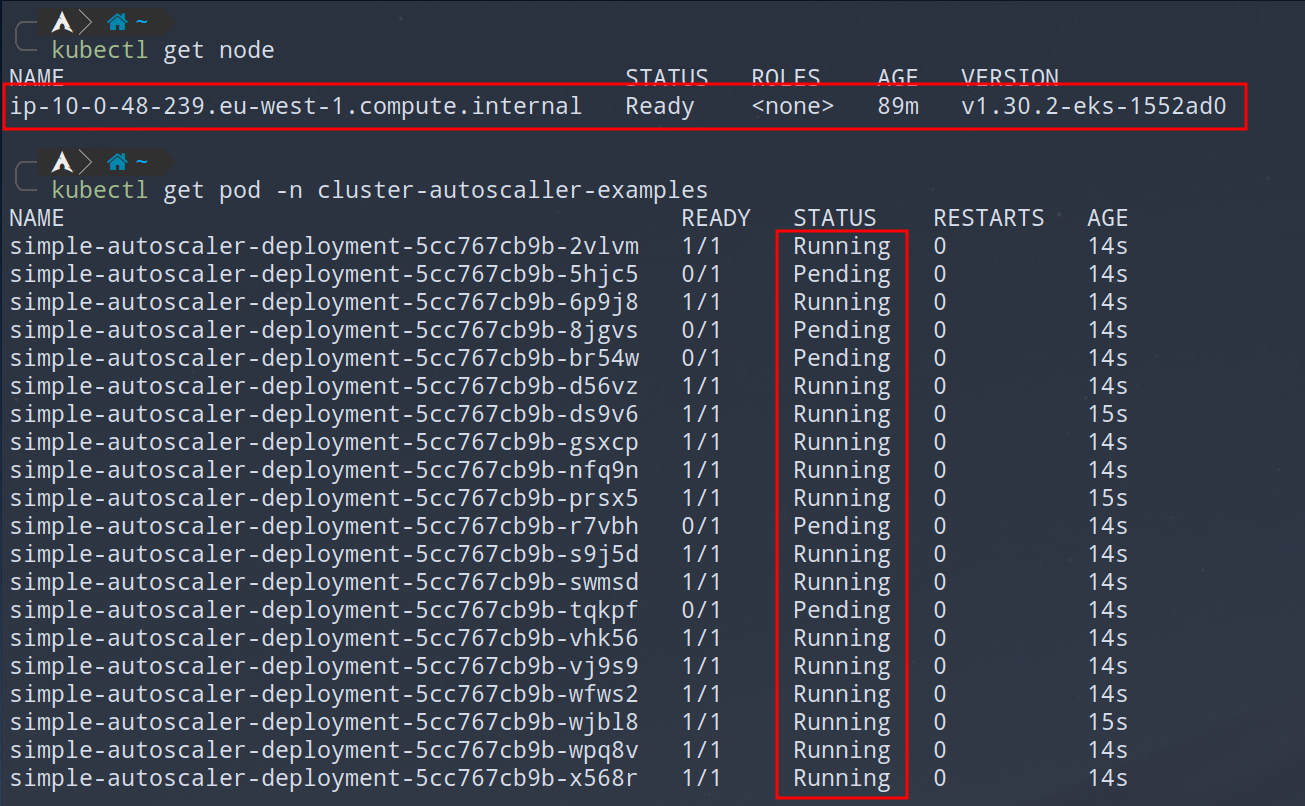 ~
kubectl get node
NAME STATUS ROLES AGE VERSION
ip-10-0-48-239.eu-west-1.compute.internal Ready <none> 89m v1.30.2-eks-1552ad0
~
kubectl get pod -n cluster-autoscaller-examples
NAME READY STATUS RESTARTS AGE
simple-autoscaler-deployment-5cc767cb9b-2vlvm 1/1 Running 0 14s
simple-autoscaler-deployment-5cc767cb9b-5hjc5 0/1 Pending 0 14s
simple-autoscaler-deployment-5cc767cb9b-6p9j8 1/1 Running 0 14s
simple-autoscaler-deployment-5cc767cb9b-8jgvs 0/1 Pending 0 14s
simple-autoscaler-deployment-5cc767cb9b-br54w 0/1 Pending 0 14s
simple-autoscaler-deployment-5cc767cb9b-d56vz 1/1 Running 0 14s
simple-autoscaler-deployment-5cc767cb9b-ds9v6 1/1 Running 0 15s
simple-autoscaler-deployment-5cc767cb9b-gsxcp 1/1 Running 0 14s
simple-autoscaler-deployment-5cc767cb9b-nfq9n 1/1 Running 0 14s
simple-autoscaler-deployment-5cc767cb9b-prsx5 1/1 Running 0 15s
simple-autoscaler-deployment-5cc767cb9b-r7vbh 0/1 Pending 0 14s
simple-autoscaler-deployment-5cc767cb9b-s9j5d 1/1 Running 0 14s
simple-autoscaler-deployment-5cc767cb9b-swmsd 1/1 Running 0 14s
simple-autoscaler-deployment-5cc767cb9b-tqkpf 0/1 Pending 0 14s
simple-autoscaler-deployment-5cc767cb9b-vhk56 1/1 Running 0 14s
simple-autoscaler-deployment-5cc767cb9b-vj9s9 1/1 Running 0 14s
simple-autoscaler-deployment-5cc767cb9b-wfws2 1/1 Running 0 14s
simple-autoscaler-deployment-5cc767cb9b-wjbl8 1/1 Running 0 15s
simple-autoscaler-deployment-5cc767cb9b-wpq8v 1/1 Running 0 14s
simple-autoscaler-deployment-5cc767cb9b-x568r 1/1 Running 0 14s